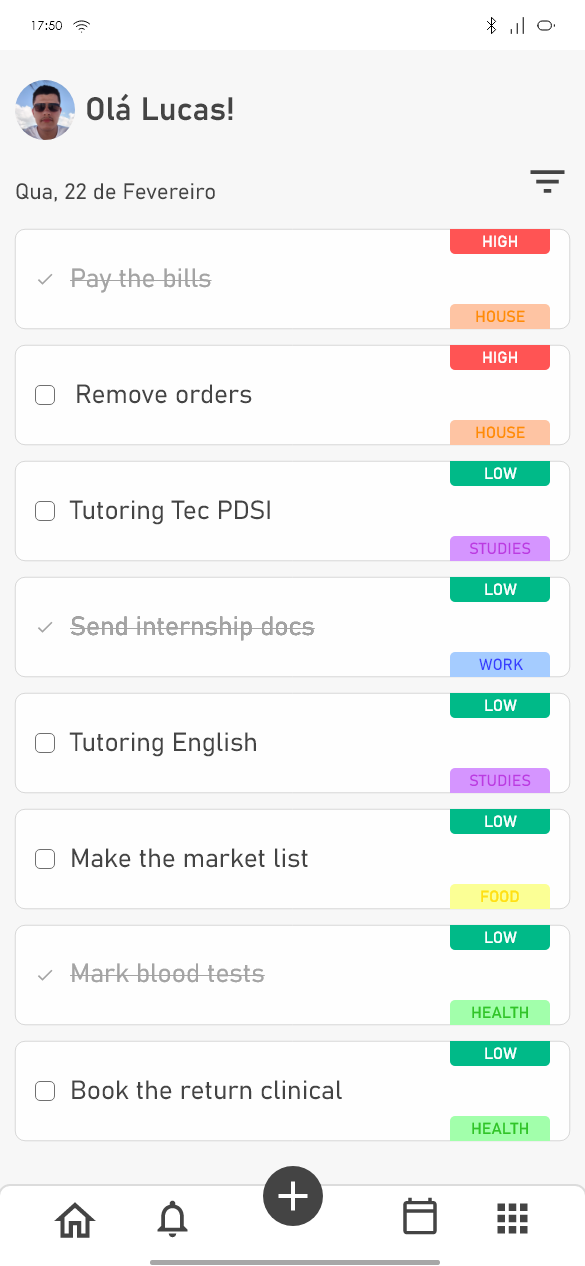 17:50
Olá Lucas!
Qua, 22 de Fevereiro
HIGH
Pay the bills
HOUSE
HIGH
Remove orders
HOUSE
LOW
Tutoring Tec PDSI
STUDIES
LOW
Send internship docs
WORK
LOW
Tutoring English
STUDIES
LOW
Make the market list
FOOD
LOW
Mark blood tests
HEALTH
LOW
Book the return clinical
HEALTH